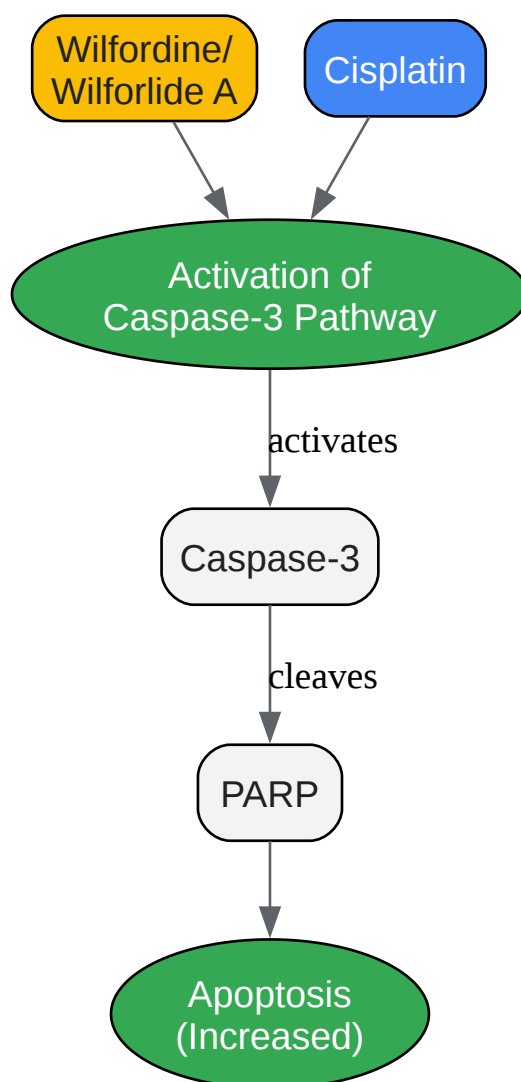 Wilfordine/
Wilforlide A
Cisplatin
Activation of
Caspase-3 Pathway
activates
Caspase-3
cleaves
PARP
Apoptosis
(Increased)